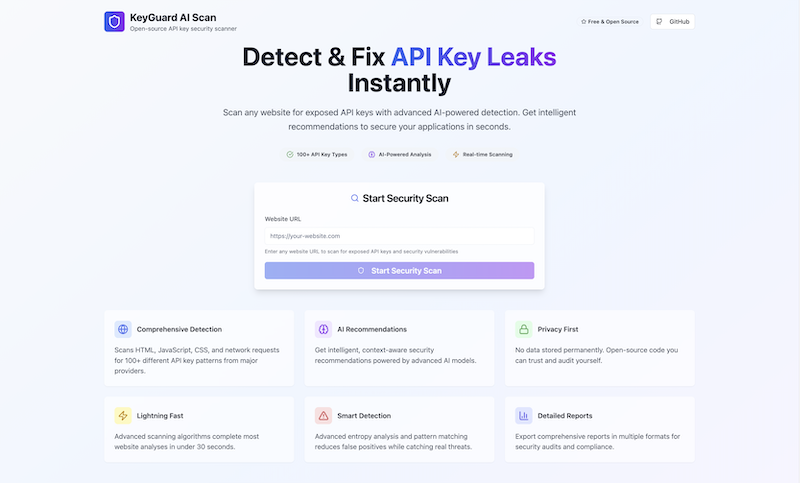 KeyGuard AI Scan
Open-source API key security scanner
Free & Open Source
GitHub
Detect & Fix API Key Leaks
Instantly
Scan any website for exposed API keys with advanced AI-powered detection. Get intelligent
recommendations to secure your applications in seconds.
100+ API Key Types
AI-Powered Analysis
Real-time Scanning
Start Security Scan
Website URL
https://your-website.com
Enter any website URL to scan for exposed API keys and security vulnerabilities
Start Security Scan
Comprehensive Detection
Scans HTML, JavaScript, CSS, and network requests
for 100+ different API key patterns from major
providers.
AI Recommendations
Get intelligent, context-aware security
recommendations powered by advanced AI models.
Privacy First
No data stored permanently. Open-source code you
can trust and audit yourself.
Lightning Fast
Advanced scanning algorithms complete most
website analyses in under 30 seconds.
Smart Detection
Advanced entropy analysis and pattern matching
reduces false positives while catching real threats.
Detailed Reports
Export comprehensive reports in multiple formats for
security audits and compliance.